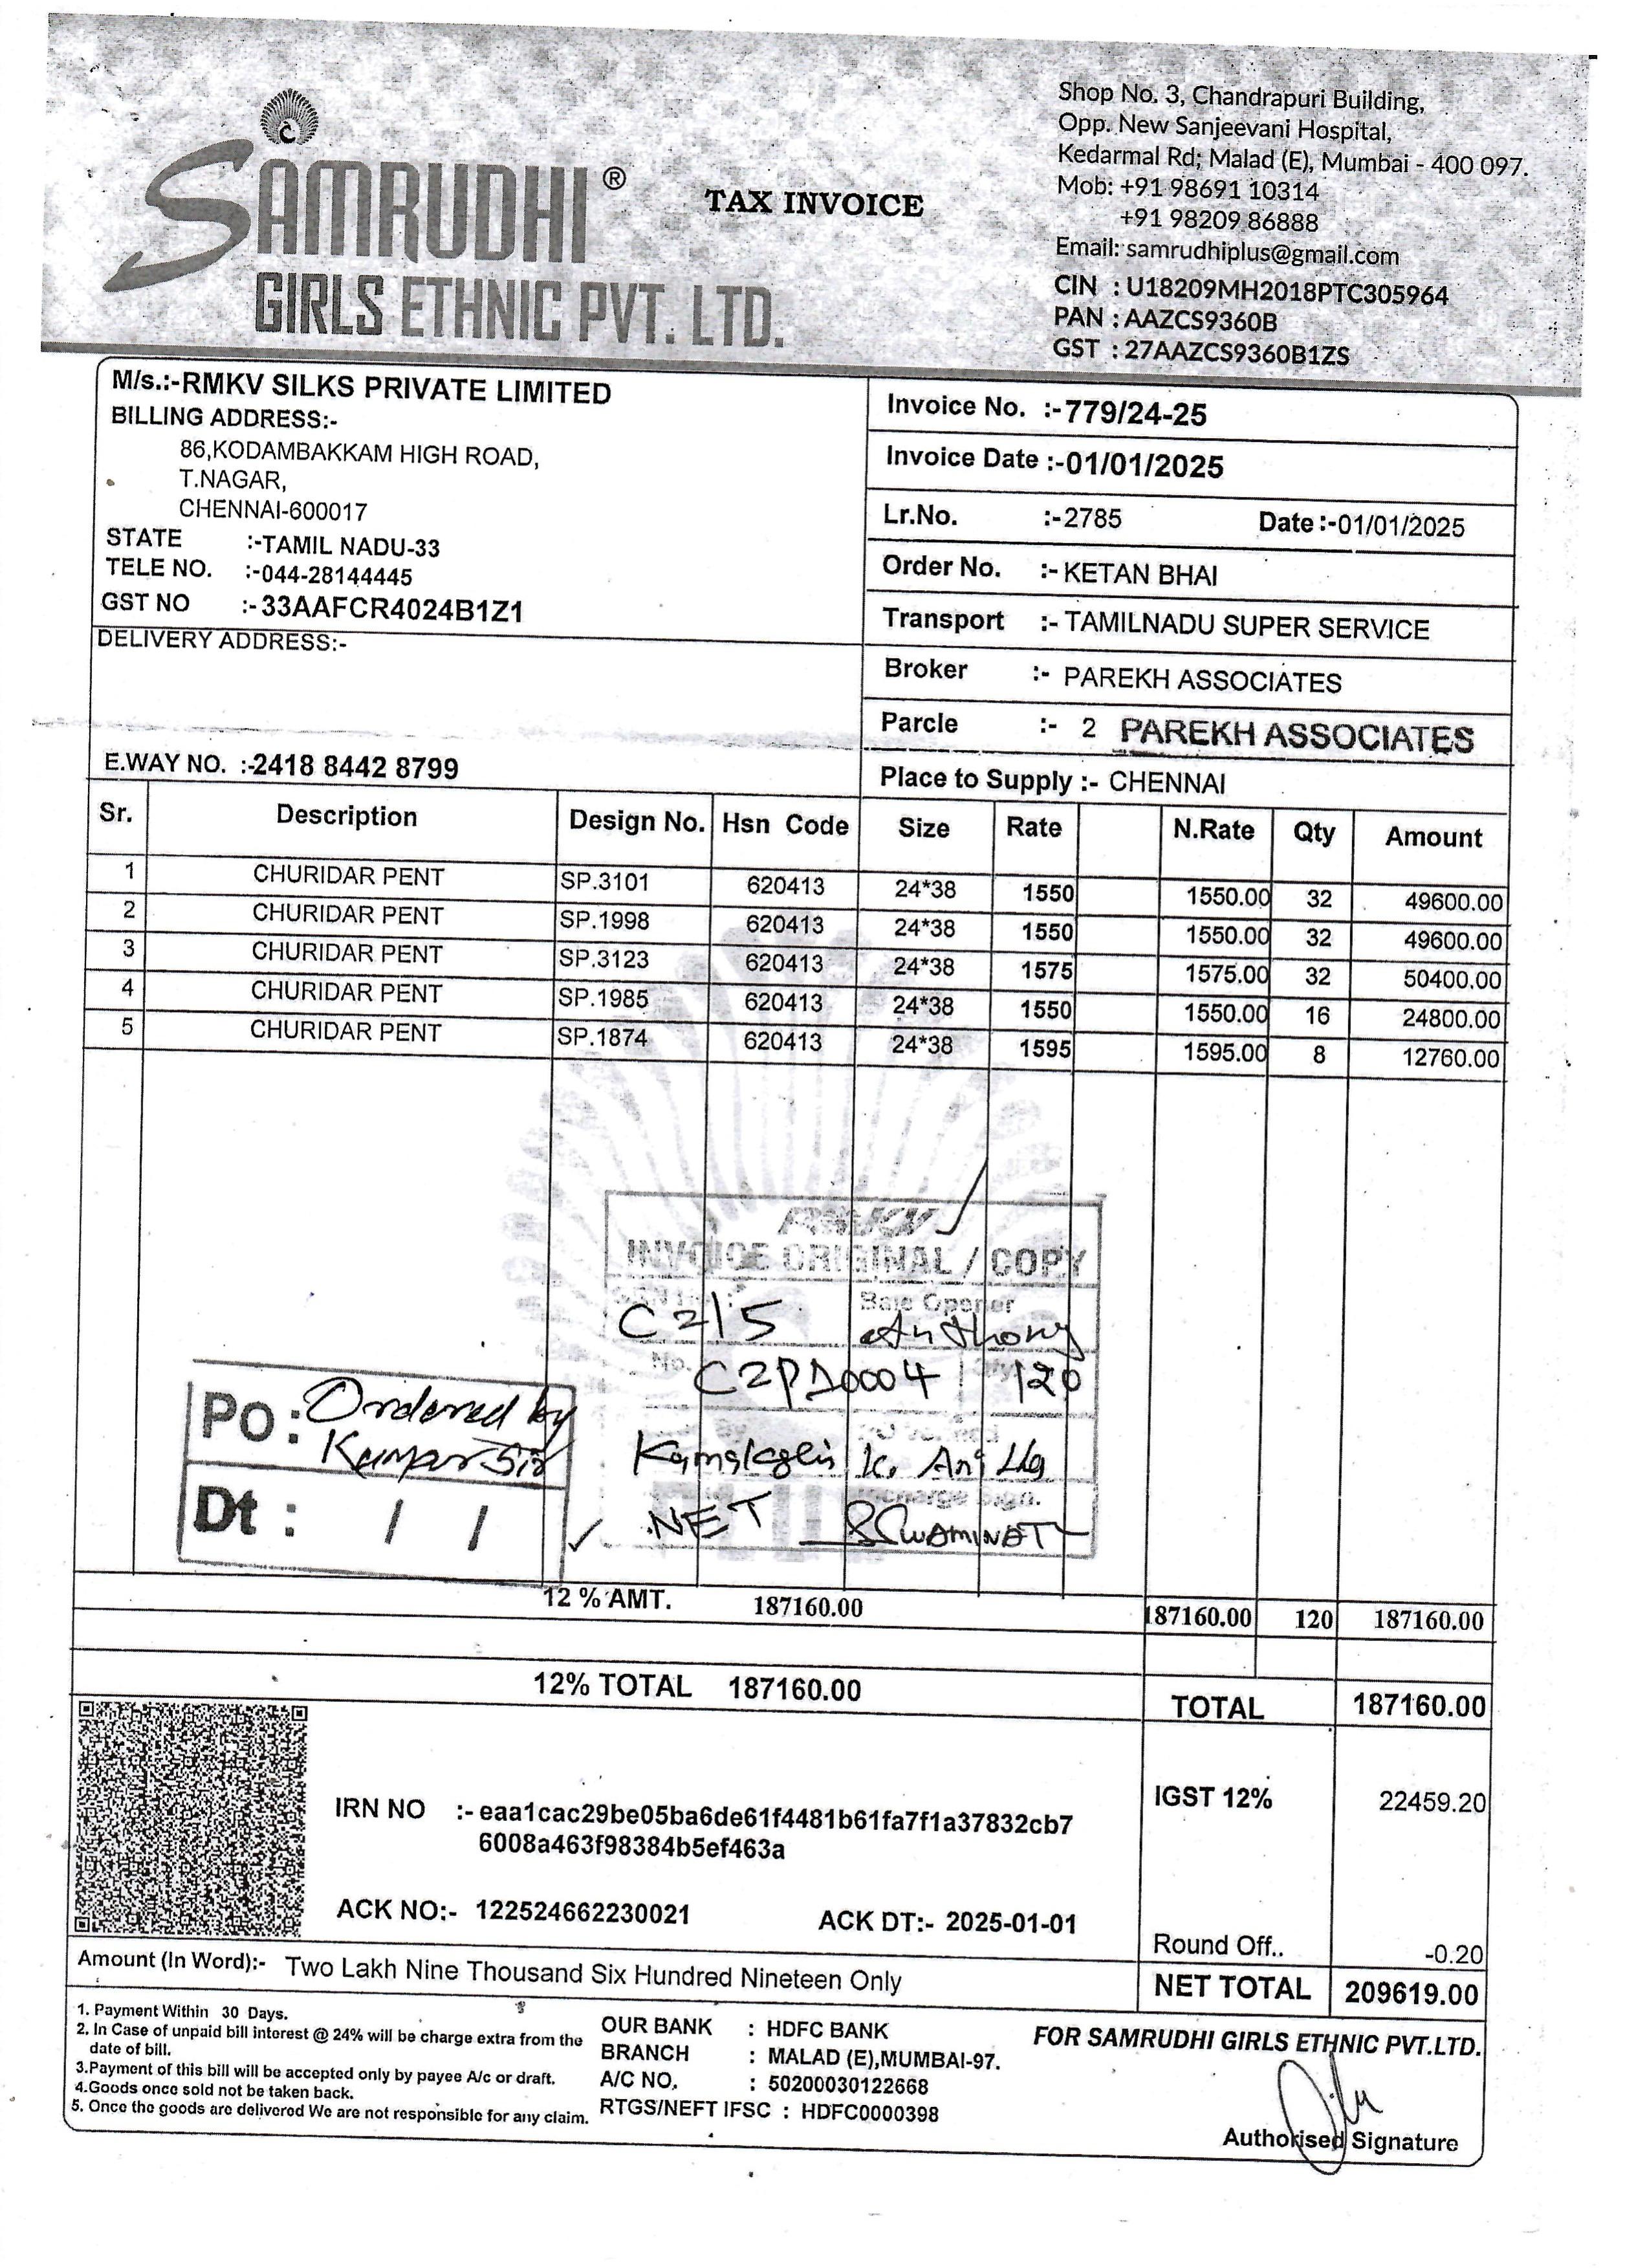 SAMRUDHI®
GIRLS ETHNIC PVT. LTD.
TAX INVOICE
Shop No. 3, Chandrapuri Building,
Opp. New Sanjeevani Hospital,
Kedarmal Rd; Malad (E), Mumbai - 400 097.
Mob: +91 98691 10314
+91 98209 86888
Email: samrudhiplus@gmail.com
CIN : U18209MH2018PTC305964
PAN : AAZCS9360B
GST : 27AAZCS9360B1ZS
M/s.:-RMKV SILKS PRIVATE LIMITED
BILLING ADDRESS:-
86,KODAMBAKKAM HIGH ROAD,
T.NAGAR,
CHENNAI-600017
STATE :-TAMIL NADU-33
TELE NO. :-044-28144445
GST NO :-33AAFCR4024B1Z1
DELIVERY ADDRESS:-
E.WAY NO. :-2418 8442 8799
Invoice No. :-779/24-25
Invoice Date :-01/01/2025
Lr.No. :-2785 Date :-01/01/2025
Order No. :- KETAN BHAI
Transport :- TAMILNADU SUPER SERVICE
Broker :- PAREKH ASSOCIATES
Parcle :- 2 PAREKH ASSOCIATES
Place to Supply :- CHENNAI
Sr. Description Design No. Hsn Code Size Rate N.Rate Qty Amount
1 CHURIDAR PENT SP.3101 620413 24*38 1550 1550.00 32 49600.00
2 CHURIDAR PENT SP.1998 620413 24*38 1550 1550.00 32 49600.00
3 CHURIDAR PENT SP.3123 620413 24*38 1575 1575.00 32 50400.00
4 CHURIDAR PENT SP.1985 620413 24*38 1550 1550.00 16 24800.00
5 CHURIDAR PENT SP.1874 620413 24*38 1595 1595.00 8 12760.00
INVOICE ORIGINAL / COPY
Bale Opener
C2/5 Anthony
No. C2PD0004 120
NET SWAMINAT
PO: Ordered by
Kumar Sir
Dt : / /
12 % AMT. 187160.00 187160.00 120 187160.00
12% TOTAL 187160.00 TOTAL 187160.00
IGST 12% 22459.20
IRN NO :- eaa1cac29be05ba6de61f4481b61fa7f1a37832cb7
6008a463f98384b5ef463a
ACK NO:- 122524662230021 ACK DT:- 2025-01-01
Round Off.. -0.20
Amount (In Word):- Two Lakh Nine Thousand Six Hundred Nineteen Only
NET TOTAL 209619.00
1. Payment Within 30 Days.
2. In Case of unpaid bill interest @ 24% will be charge extra from the
date of bill.
3.Payment of this bill will be accepted only by payee A/c or draft.
4.Goods once sold not be taken back.
5. Once the goods are delivered We are not responsible for any claim.
OUR BANK : HDFC BANK
BRANCH : MALAD (E),MUMBAI-97.
A/C NO. : 50200030122668
RTGS/NEFT IFSC : HDFC0000398
FOR SAMRUDHI GIRLS ETHNIC PVT.LTD.
Authorised Signature